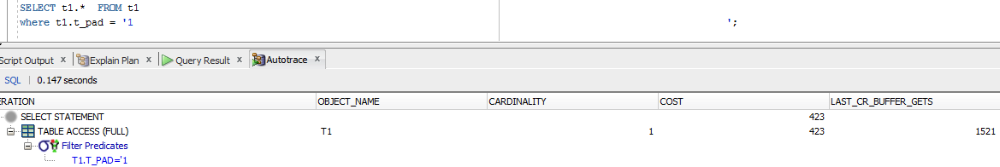 SELECT t1.*  FROM t1
where t1.t_pad = '1                                                                                                   ';
Script Output x Explain Plan x Query Result x Autotrace x
SQL | 0.147 seconds
ERATION OBJECT_NAME CARDINALITY COST LAST_CR_BUFFER_GETS
SELECT STATEMENT 423
TABLE ACCESS (FULL) T1 1 423 1521
Filter Predicates
T1.T_PAD='1